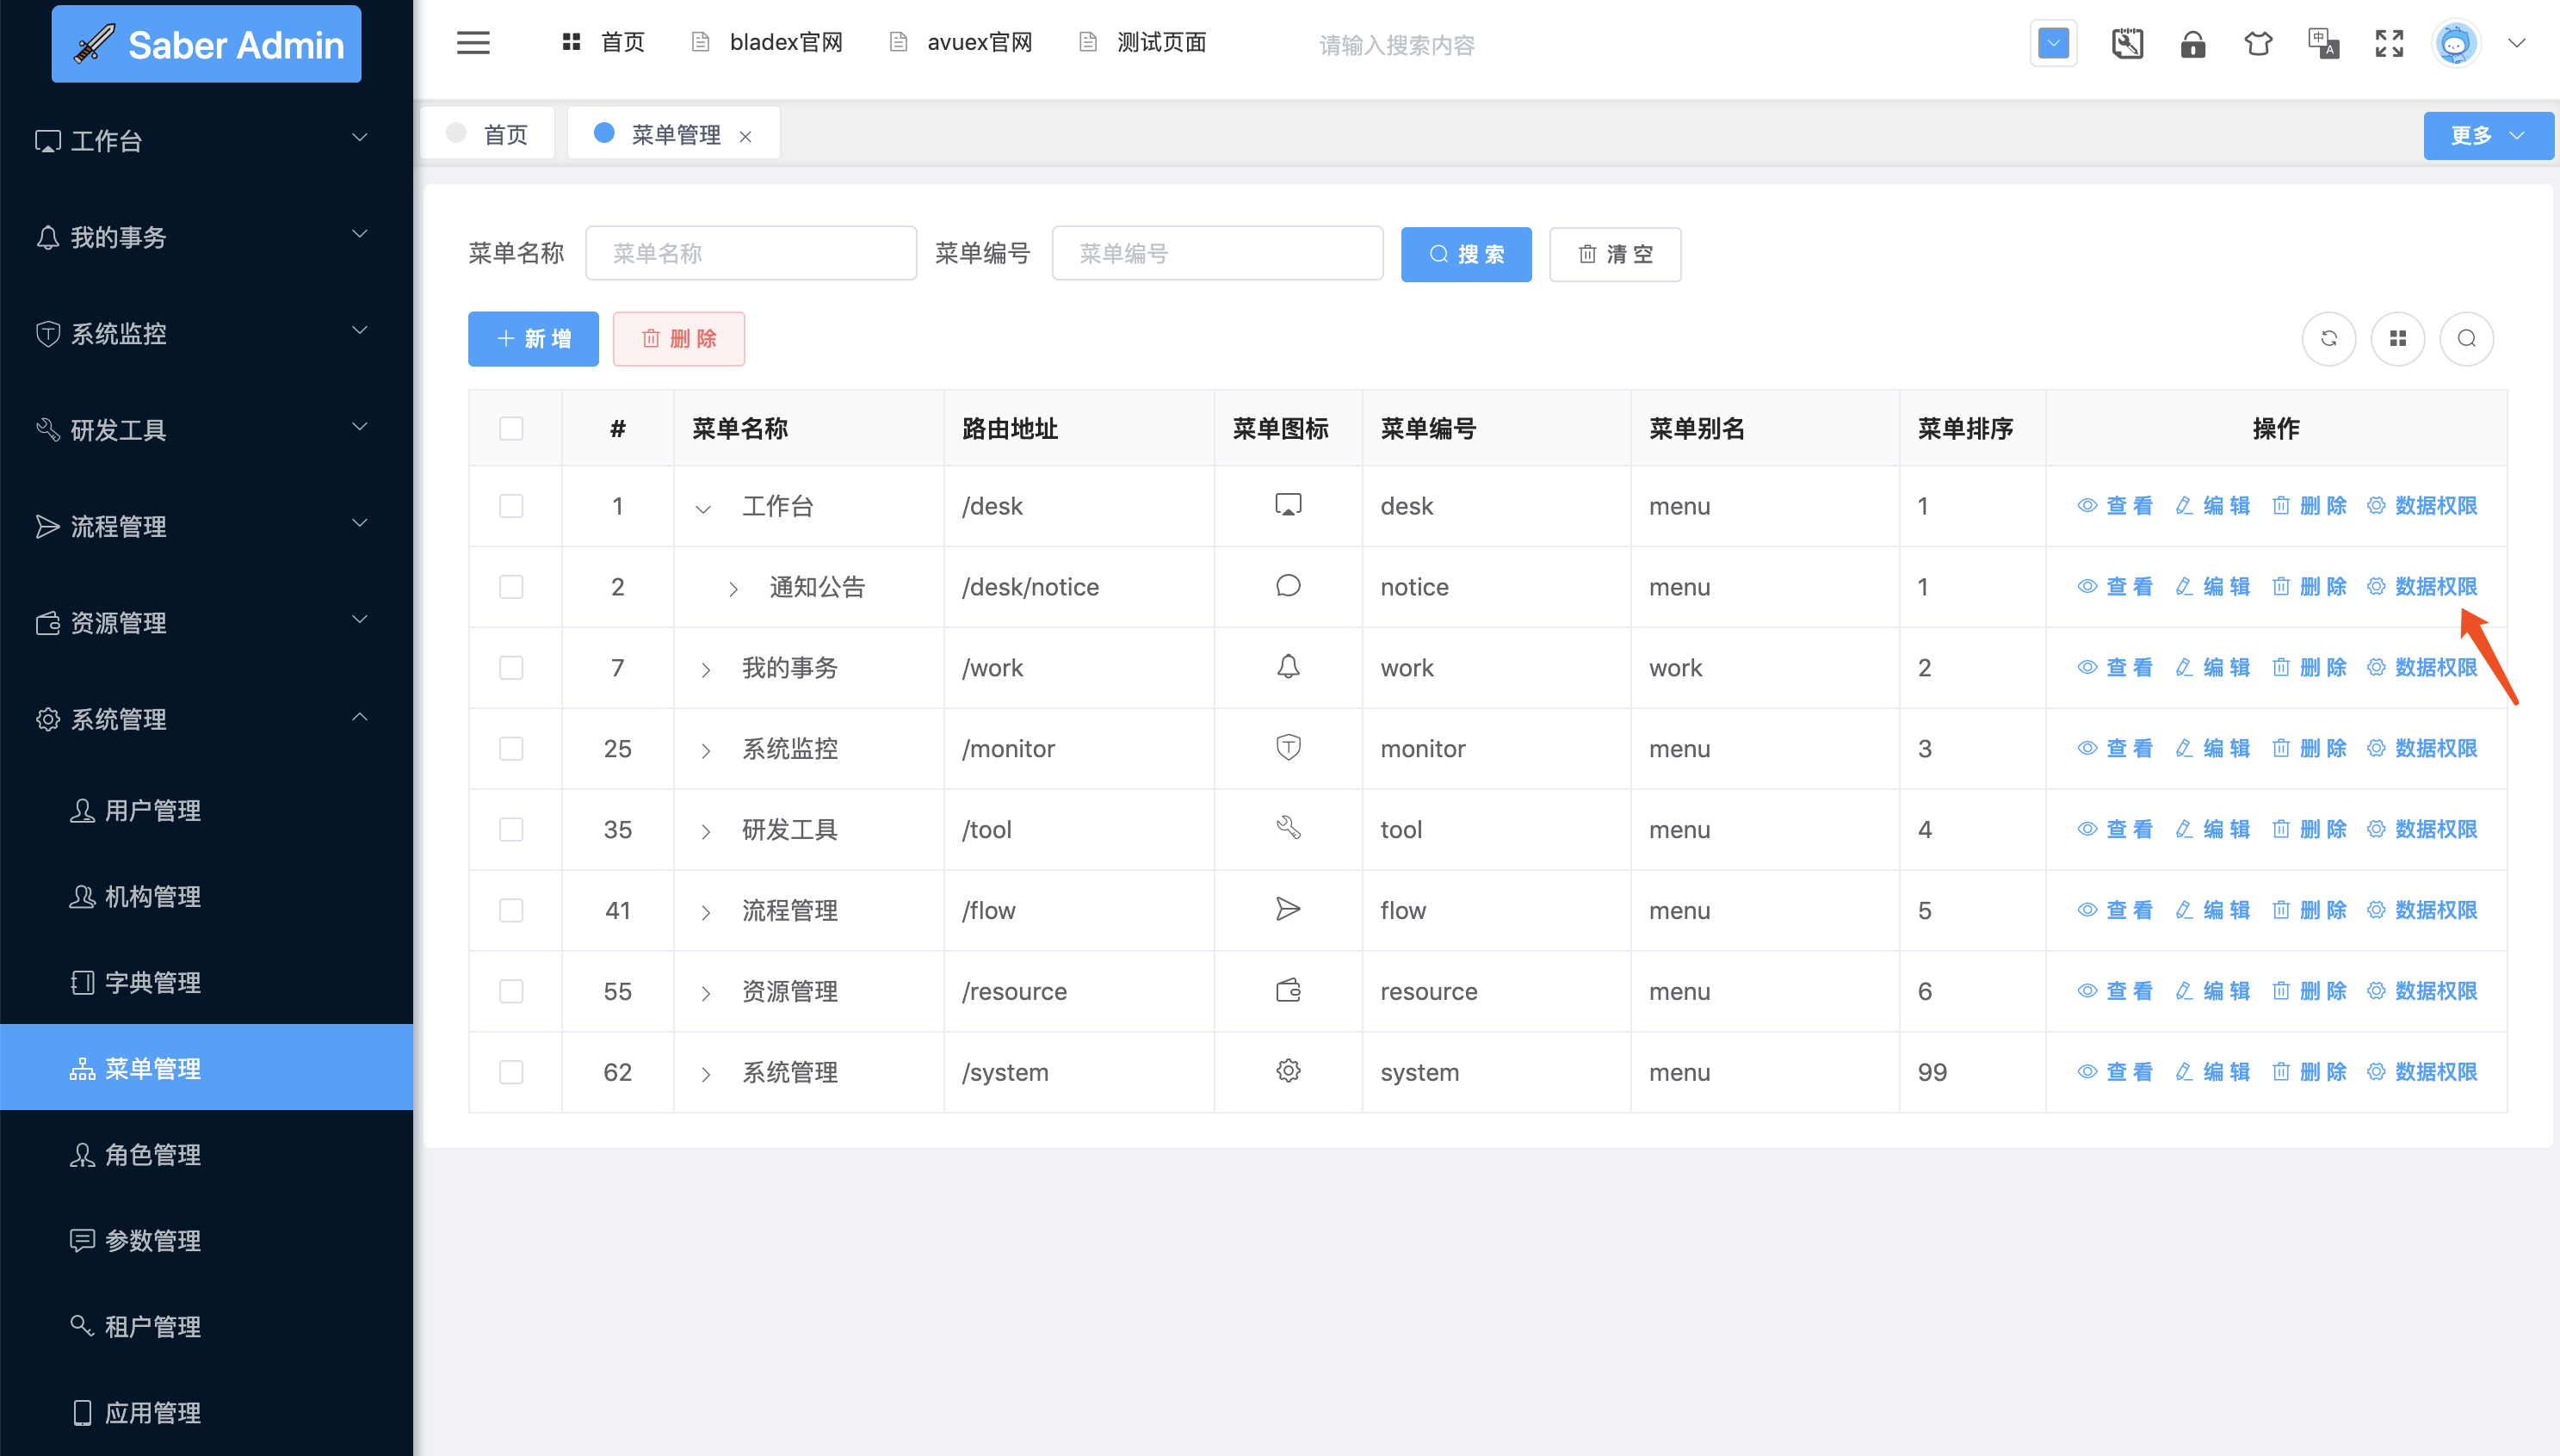 Saber Admin
首页 bladex官网 avuex官网 测试页面 请输入搜索内容
首页 菜单管理 更多
工作台
我的事务
系统监控
研发工具
流程管理
资源管理
系统管理
用户管理
机构管理
字典管理
菜单管理
角色管理
参数管理
租户管理
应用管理
菜单名称 菜单名称 菜单编号 菜单编号 搜索 清空
新增 删除
# 菜单名称 路由地址 菜单图标 菜单编号 菜单别名 菜单排序 操作
1 工作台 /desk desk menu 1 查看 编辑 删除 数据权限
2 通知公告 /desk/notice notice menu 1 查看 编辑 删除 数据权限
7 我的事务 /work work work 2 查看 编辑 删除 数据权限
25 系统监控 /monitor monitor menu 3 查看 编辑 删除 数据权限
35 研发工具 /tool tool menu 4 查看 编辑 删除 数据权限
41 流程管理 /flow flow menu 5 查看 编辑 删除 数据权限
55 资源管理 /resource resource menu 6 查看 编辑 删除 数据权限
62 系统管理 /system system menu 99 查看 编辑 删除 数据权限